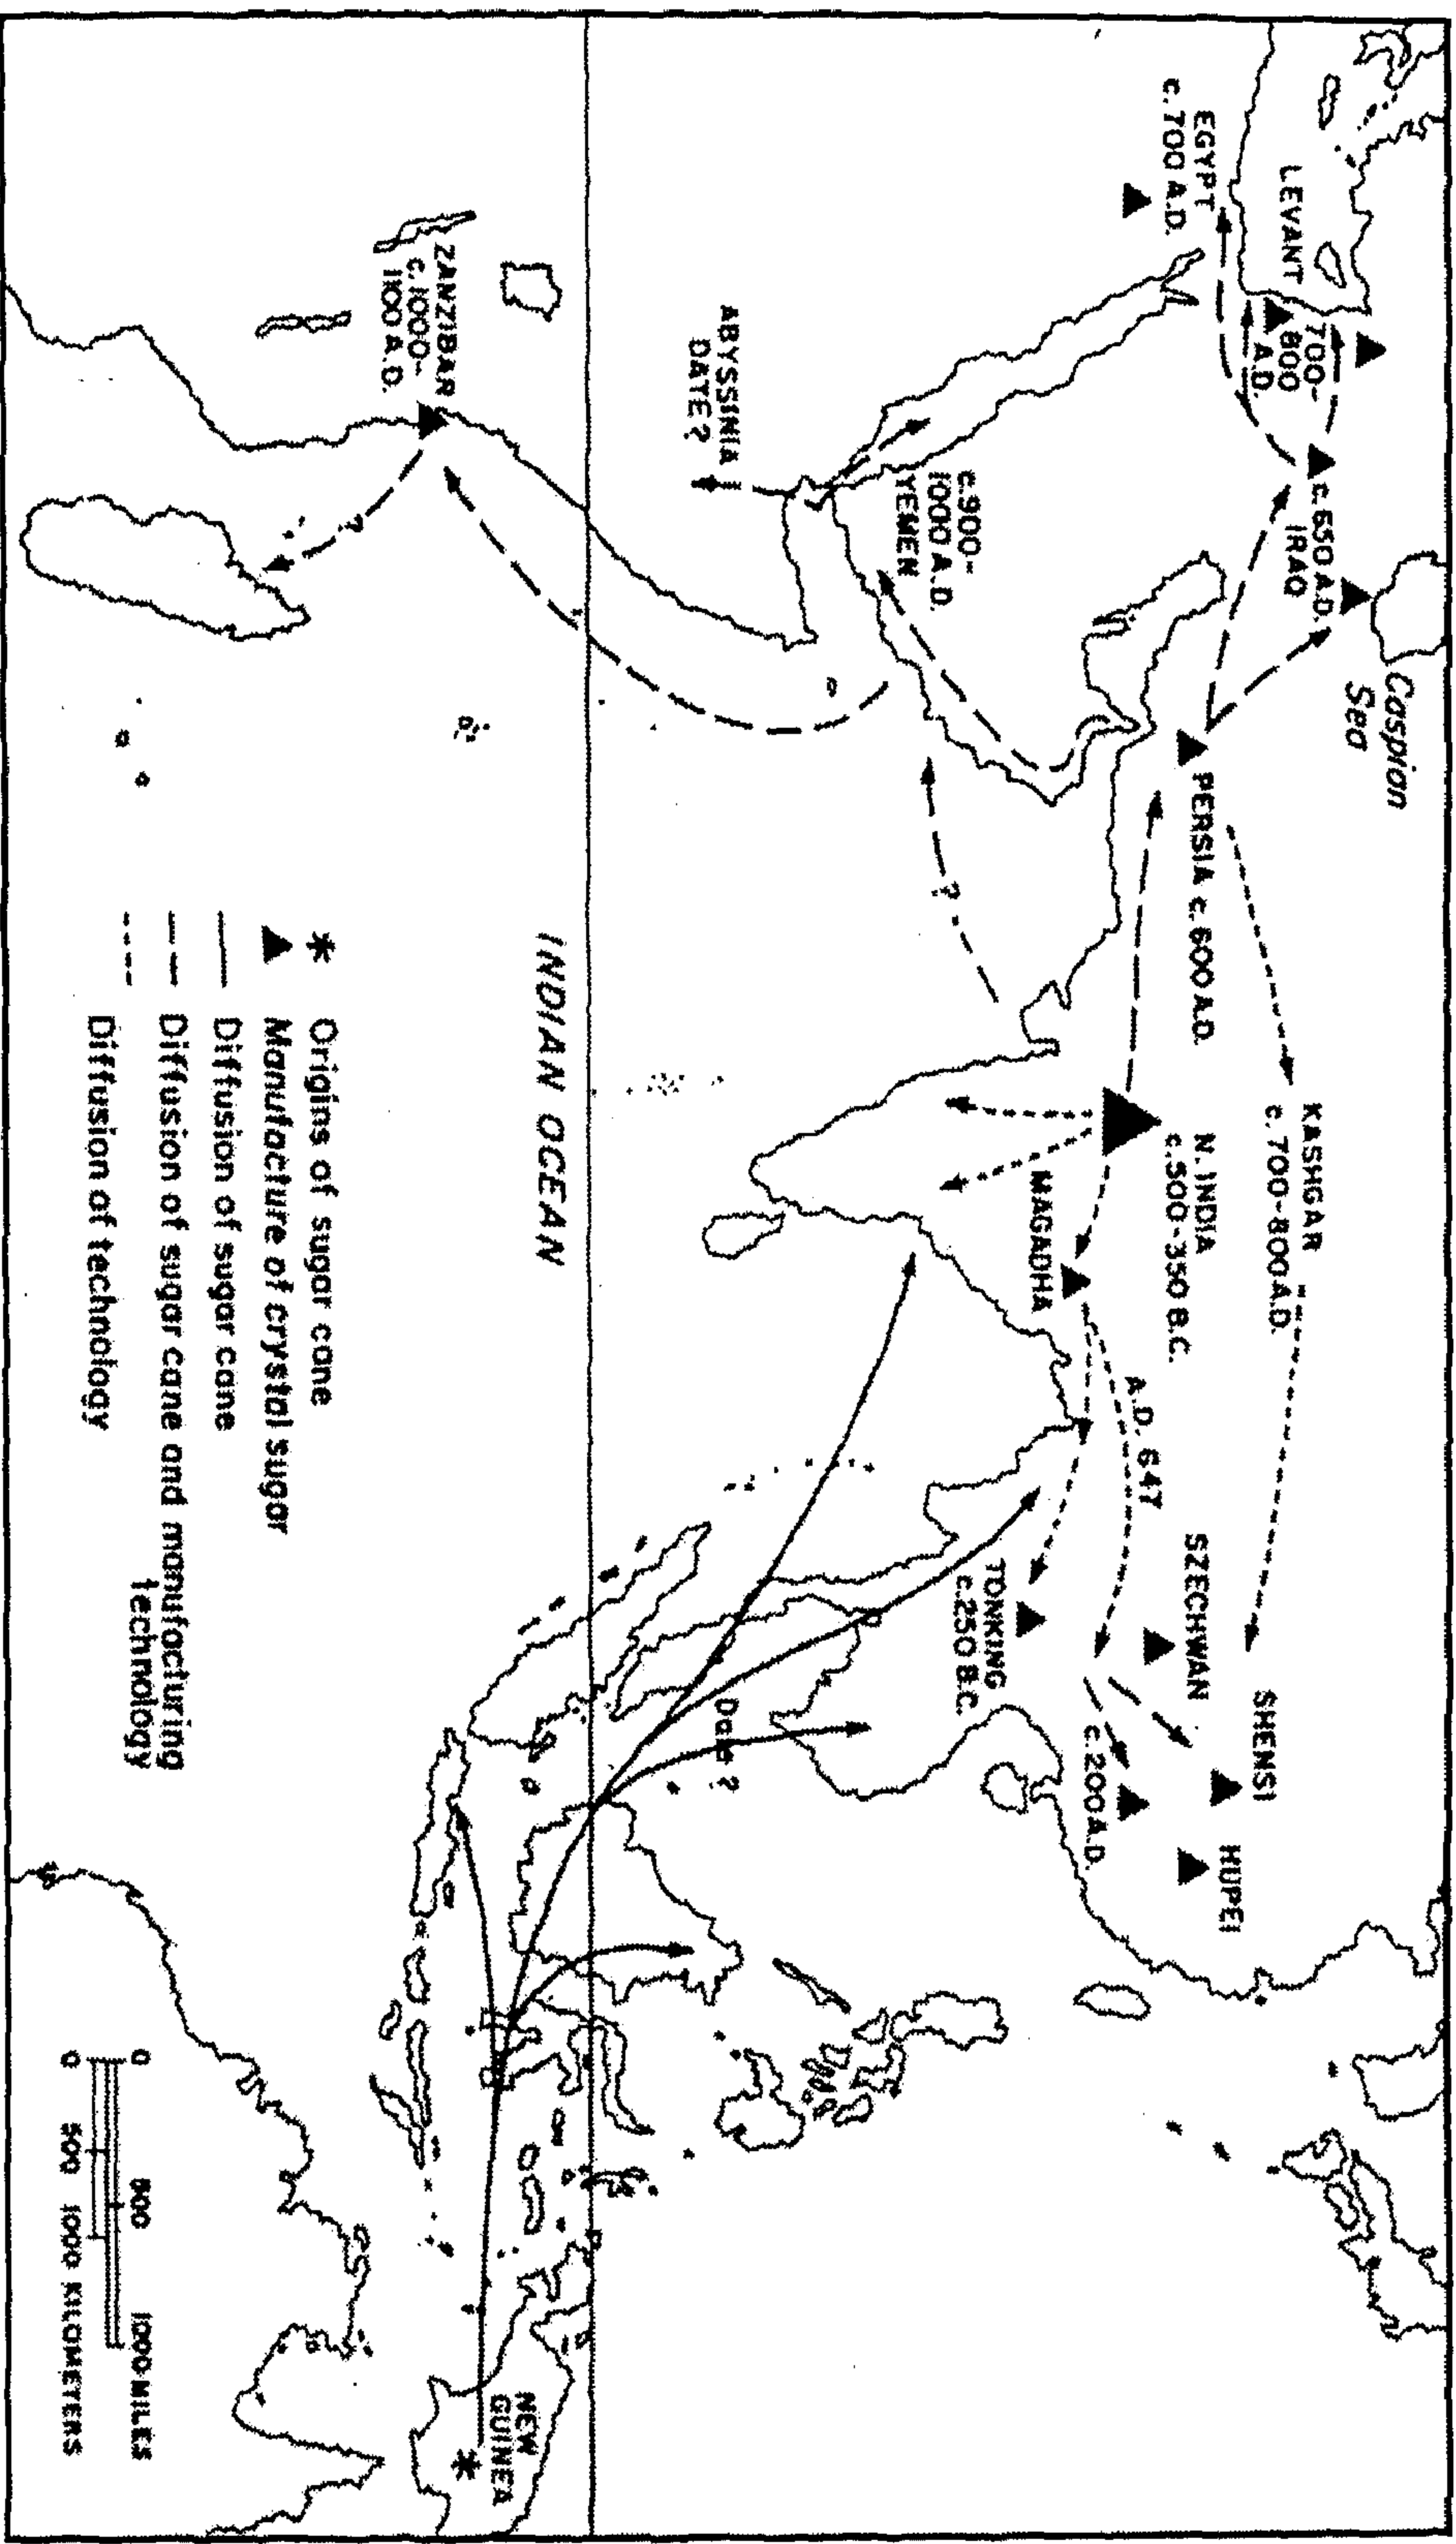 Caspian
Sea
LEVANT
700-
800
A.D.
EGYPT
c.700 A.D.
c.650 A.D.
IRAQ
PERSIA c.600 A.D.
KASHGAR
c.700-800 A.D.
N. INDIA
c.500-350 B.C.
MAGADHA
A.D. 647
SZECHWAN
SHENSI
HUPEI
c.200 A.D.
TONKING
c.250 B.C.
c.900-
1000 A.D.
YEMEN
ABYSSINIA
DATE?
?
Date ?
ZANZIBAR
c.1000-
1100 A.D.
?
INDIAN OCEAN
NEW
GUINEA
* Origins of sugar cane
▲ Manufacture of crystal sugar
Diffusion of sugar cane
Diffusion of sugar cane and manufacturing
technology
Diffusion of technology
0 500 1000 MILES
0 500 1000 KILOMETERS